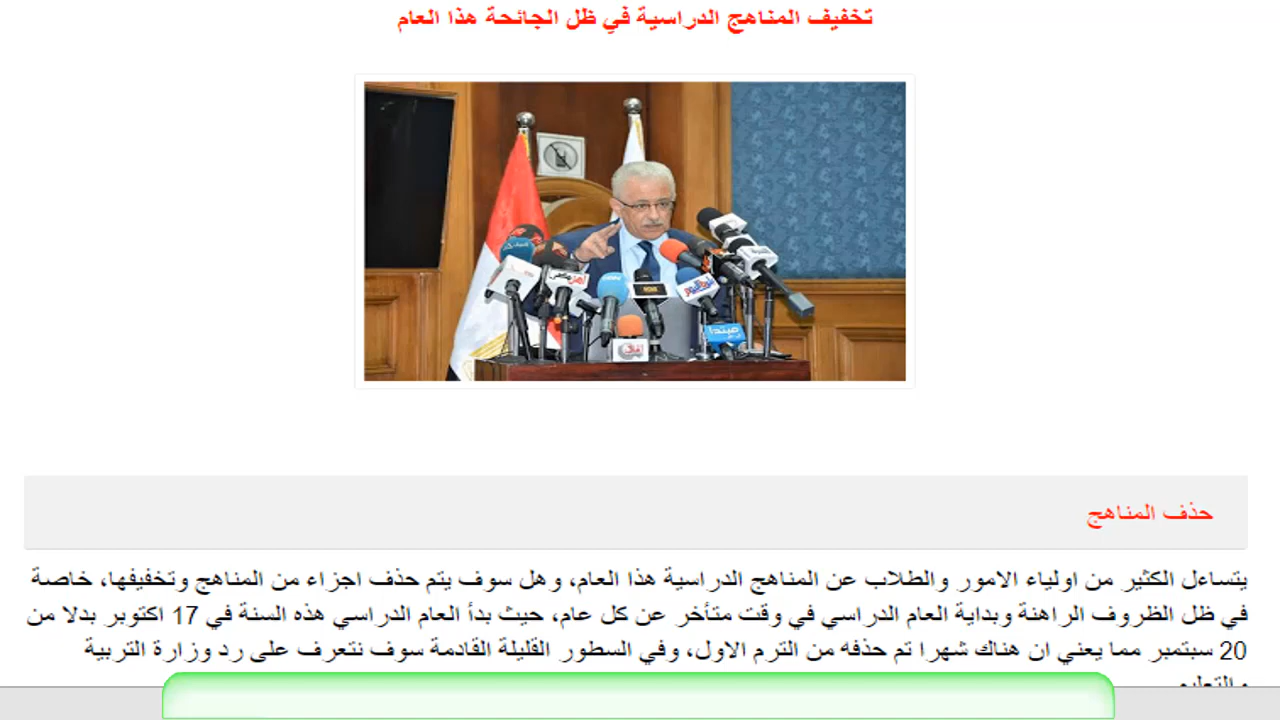 تخفيف المناهج الدراسية في ظل الجائحة هذا العام
مبتدا
حذف المناهج
يتساءل الكثير من اولياء الامور والطلاب عن المناهج الدراسية هذا العام، وهل سوف يتم حذف اجزاء من المناهج وتخفيفها، خاصة
في ظل الظروف الراهنة وبداية العام الدراسي في وقت متأخر عن كل عام، حيث بدأ العام الدراسي هذه السنة في 17 اكتوبر بدلا من
20 سبتمبر مما يعني ان هناك شهرا تم حذفه من الترم الاول، وفي السطور القليلة القادمة سوف نتعرف على رد وزارة التربية